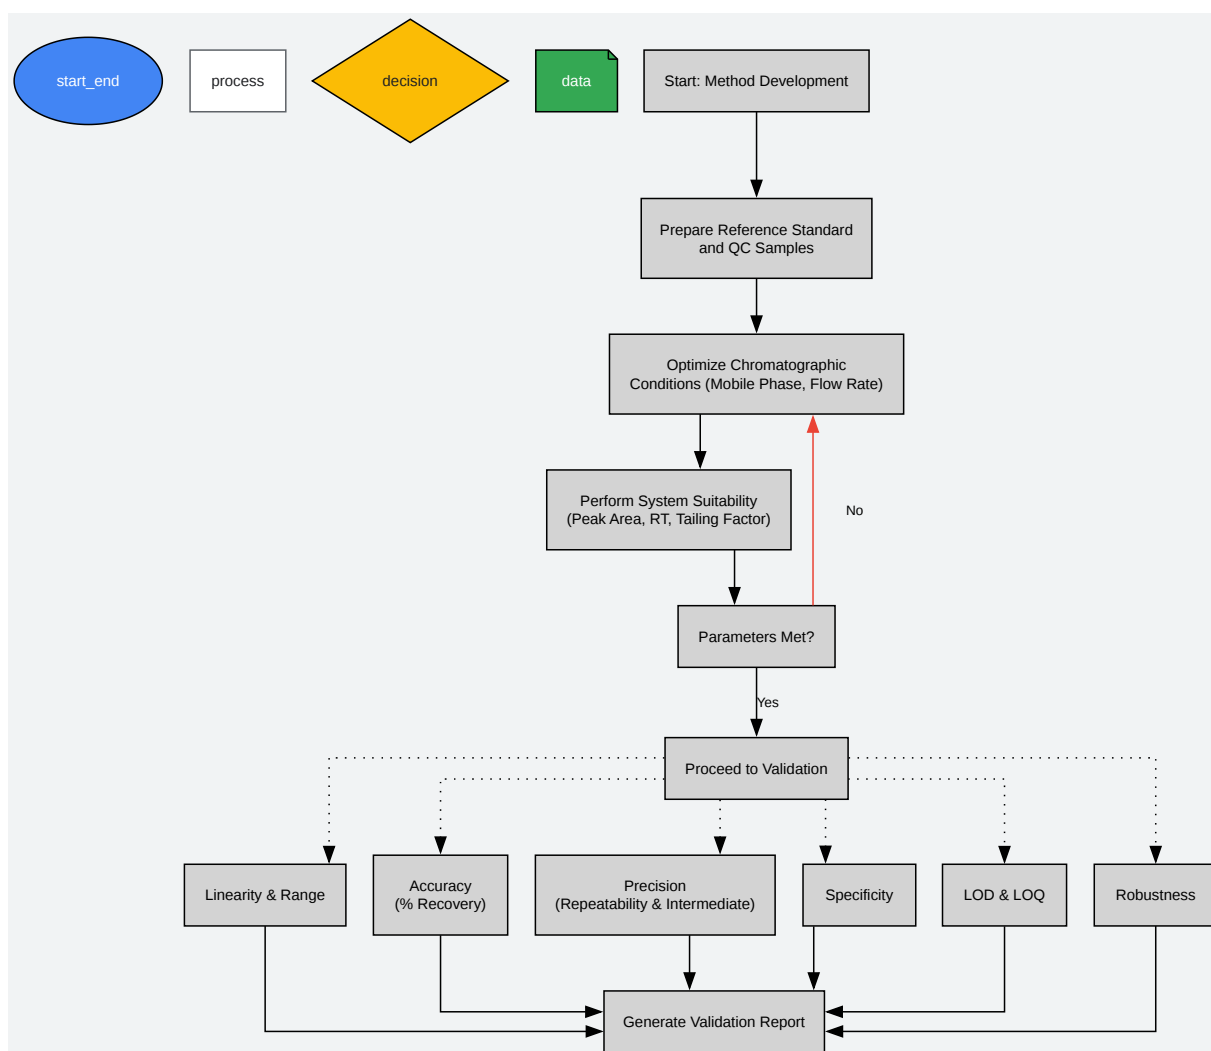 start_end
process
decision
data
Start: Method Development
Prepare Reference Standard
and QC Samples
Optimize Chromatographic
Conditions (Mobile Phase, Flow Rate)
Perform System Suitability
(Peak Area, RT, Tailing Factor)
No
Parameters Met?
Yes
Proceed to Validation
Linearity & Range
Accuracy
(% Recovery)
Precision
(Repeatability & Intermediate)
Specificity
LOD & LOQ
Robustness
Generate Validation Report